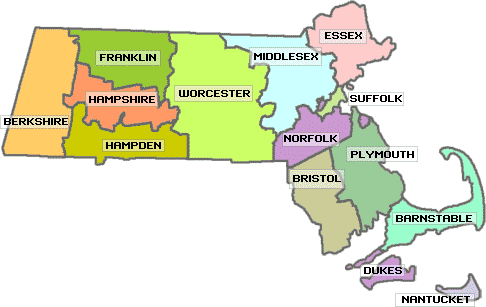 ESSEX
FRANKLIN
MIDDLESEX
HAMPSHIRE
WORCESTER
SUFFOLK
BERKSHIRE
NORFOLK
HAMPDEN
PLYMOUTH
BRISTOL
BARNSTABLE
DUKES
NANTUCKET